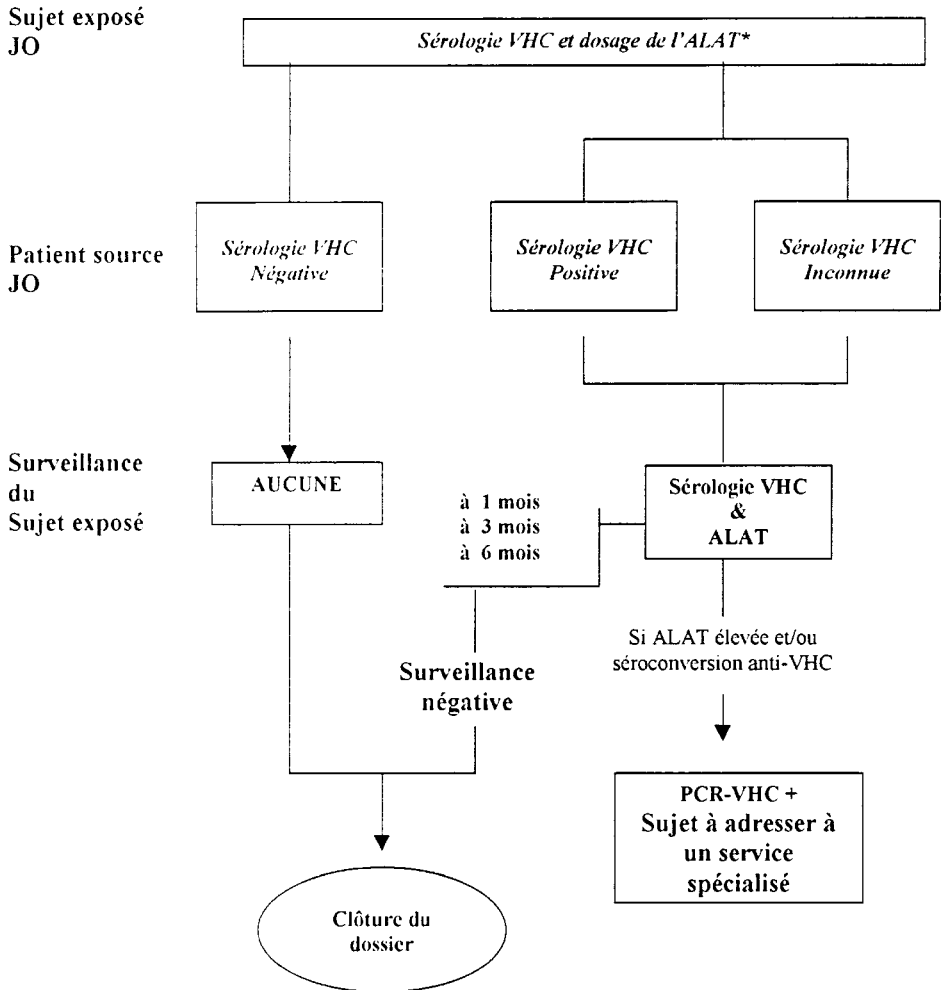 Sujet exposé
JO
Sérologie VHC et dosage de l'ALAT*
Patient source
JO
Sérologie VHC
Négative
Sérologie VHC
Positive
Sérologie VHC
Inconnue
Surveillance
du
Sujet exposé
AUCUNE
à 1 mois
à 3 mois
à 6 mois
Sérologie VHC
&
ALAT
Si ALAT élevée et/ou
séroconversion anti-VHC
Surveillance
négative
PCR-VHC +
Sujet à adresser à
un service
spécialisé
Clôture du
dossier